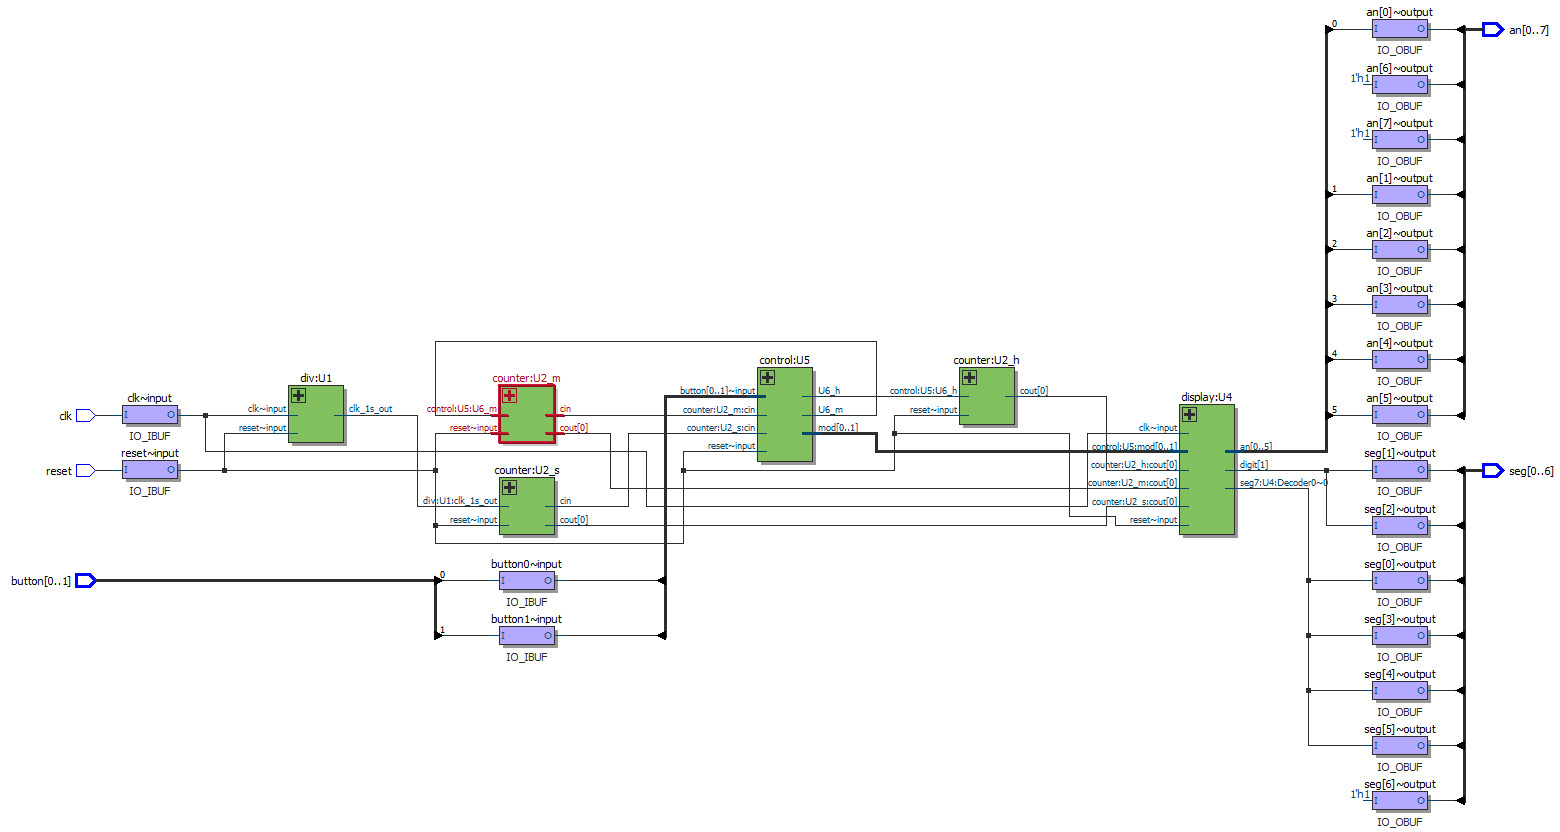 clk
reset
button[0..1]
clk~input
I
O
IO_IBUF
reset~input
I
O
IO_IBUF
div:U1
clk~input
reset~input
clk_1s_out
counter:U2_m
control:U5:U6_m
reset~input
cin
cout[0]
counter:U2_s
div:U1:clk_1s_out
reset~input
cin
cout[0]
0
button0~input
I
O
IO_IBUF
1
button1~input
I
O
IO_IBUF
control:U5
button[0..1]~input
counter:U2_m:cin
counter:U2_s:cin
reset~input
U6_h
U6_m
mod[0..1]
counter:U2_h
control:U5:U6_h
reset~input
cout[0]
display:U4
clk~input
control:U5:mod[0..1]
counter:U2_h:cout[0]
counter:U2_m:cout[0]
counter:U2_s:cout[0]
reset~input
an[0..5]
digit[1]
seg7:U4:Decoder0~0
0
an[0]~output
I
O
IO_OBUF
an[6]~output
1'h1
I
O
IO_OBUF
an[7]~output
1'h1
I
O
IO_OBUF
an[1]~output
1
I
O
IO_OBUF
an[2]~output
2
I
O
IO_OBUF
an[3]~output
3
I
O
IO_OBUF
an[4]~output
4
I
O
IO_OBUF
an[5]~output
5
I
O
IO_OBUF
seg[1]~output
I
O
IO_OBUF
seg[2]~output
I
O
IO_OBUF
seg[0]~output
I
O
IO_OBUF
seg[3]~output
I
O
IO_OBUF
seg[4]~output
I
O
IO_OBUF
seg[5]~output
I
O
IO_OBUF
seg[6]~output
1'h1
I
O
IO_OBUF
an[0..7]
seg[0..6]